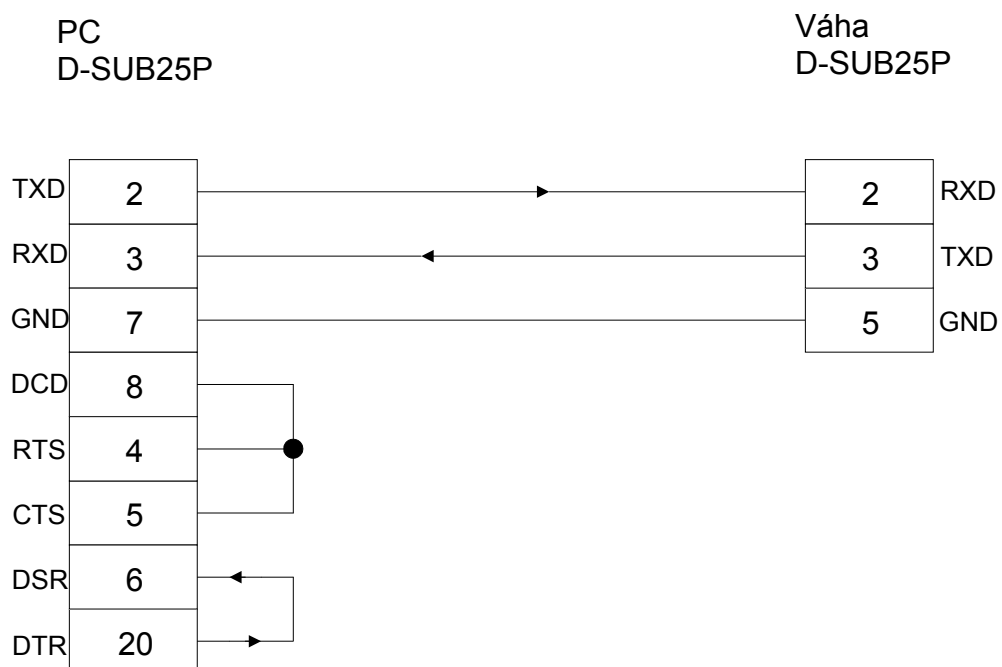 PC
D-SUB25P
Váha
D-SUB25P
TXD 2 2 RXD
RXD 3 3 TXD
GND 7 5 GND
DCD 8
RTS 4
CTS 5
DSR 6
DTR 20